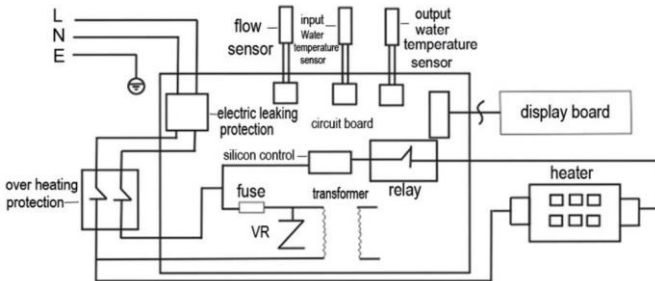 L
N
E
flow
sensor
input
Water
temperature
sensor
output
water
temperature
sensor
electric leaking
protection
circuit board
display board
silicon control
relay
over heating
protection
fuse
transformer
VR
heater